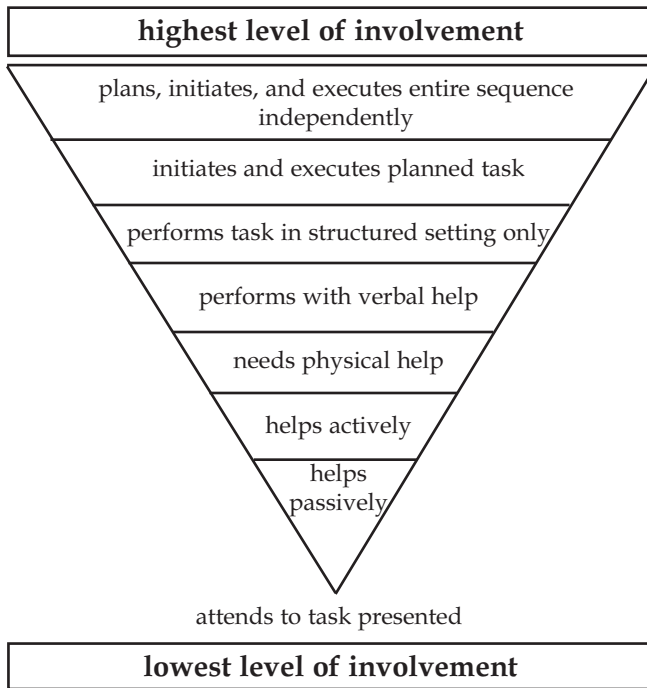 highest level of involvement
plans, initiates, and executes entire sequence
independently
initiates and executes planned task
performs task in structured setting only
performs with verbal help
needs physical help
helps actively
helps
passively
attends to task presented
lowest level of involvement